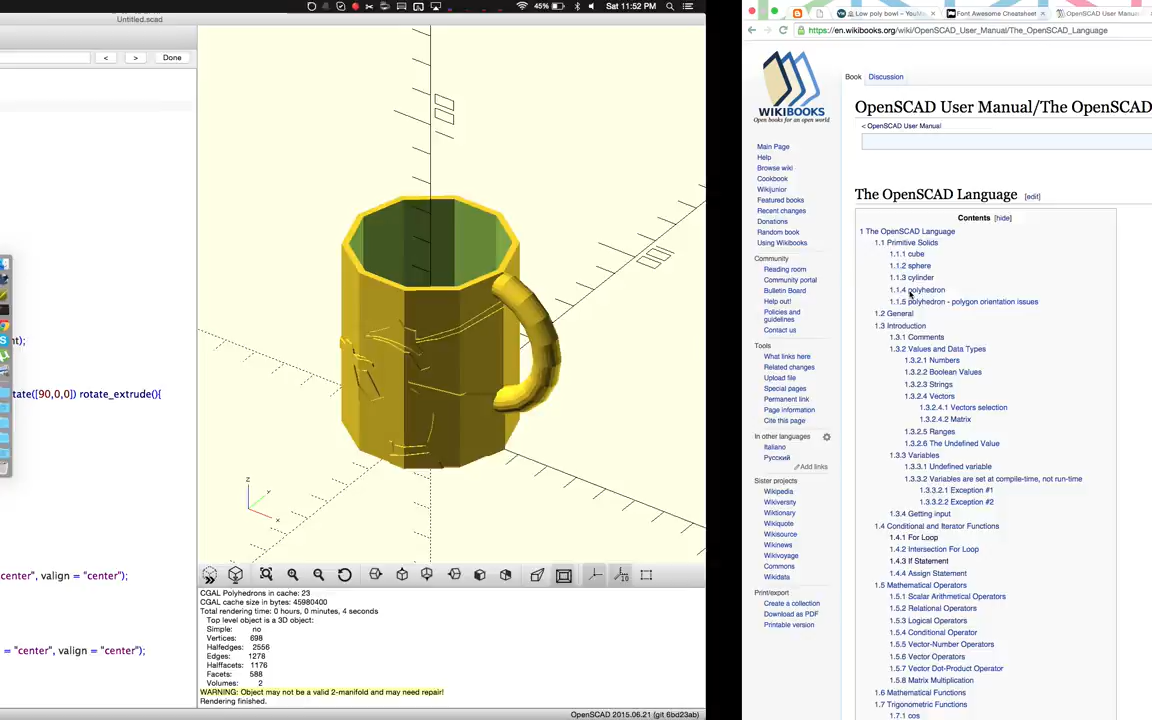 45%
Sat 11:52 PM
Untitled.scad
<
>
Done
nt);
tate([90,0,0]) rotate_extrude(){
center", valign = "center");
= "center", valign = "center");
z
y
x
CGAL Polyhedrons in cache: 23
CGAL cache size in bytes: 45980400
Total rendering time: 0 hours, 0 minutes, 4 seconds
Top level object is a 3D object:
Simple: no
Vertices: 698
Halfedges: 2556
Edges: 1278
Halffacets: 1176
Facets: 588
Volumes: 2
WARNING: Object may not be a valid 2-manifold and may need repair!
Rendering finished.
OpenSCAD 2015.06.21 (git 6bd23ab)
Low poly bowl – YouM
Font Awesome Cheatsheet
OpenSCAD User Manu
https://en.wikibooks.org/wiki/OpenSCAD_User_Manual/The_OpenSCAD_Language
WIKIBOOKS
Open books for an open world
Main Page
Help
Browse wiki
Cookbook
Wikijunior
Featured books
Recent changes
Donations
Random book
Using Wikibooks
Community
Reading room
Community portal
Bulletin Board
Help out!
Policies and
guidelines
Contact us
Tools
What links here
Related changes
Upload file
Special pages
Permanent link
Page information
Cite this page
In other languages
Italiano
Русский
Add links
Sister projects
Wikipedia
Wikiversity
Wiktionary
Wikiquote
Wikisource
Wikinews
Wikivoyage
Commons
Wikidata
Print/export
Create a collection
Download as PDF
Printable version
Book
Discussion
OpenSCAD User Manual/The OpenSCAD
< OpenSCAD User Manual
The OpenSCAD Language [edit]
Contents [hide]
1 The OpenSCAD Language
1.1 Primitive Solids
1.1.1 cube
1.1.2 sphere
1.1.3 cylinder
1.1.4 polyhedron
1.1.5 polyhedron - polygon orientation issues
1.2 General
1.3 Introduction
1.3.1 Comments
1.3.2 Values and Data Types
1.3.2.1 Numbers
1.3.2.2 Boolean Values
1.3.2.3 Strings
1.3.2.4 Vectors
1.3.2.4.1 Vectors selection
1.3.2.4.2 Matrix
1.3.2.5 Ranges
1.3.2.6 The Undefined Value
1.3.3 Variables
1.3.3.1 Undefined variable
1.3.3.2 Variables are set at compile-time, not run-time
1.3.3.2.1 Exception #1
1.3.3.2.2 Exception #2
1.3.4 Getting input
1.4 Conditional and Iterator Functions
1.4.1 For Loop
1.4.2 Intersection For Loop
1.4.3 If Statement
1.4.4 Assign Statement
1.5 Mathematical Operators
1.5.1 Scalar Arithmetical Operators
1.5.2 Relational Operators
1.5.3 Logical Operators
1.5.4 Conditional Operator
1.5.5 Vector-Number Operators
1.5.6 Vector Operators
1.5.7 Vector Dot-Product Operator
1.5.8 Matrix Multiplication
1.6 Mathematical Functions
1.7 Trigonometric Functions
1.7.1 cos